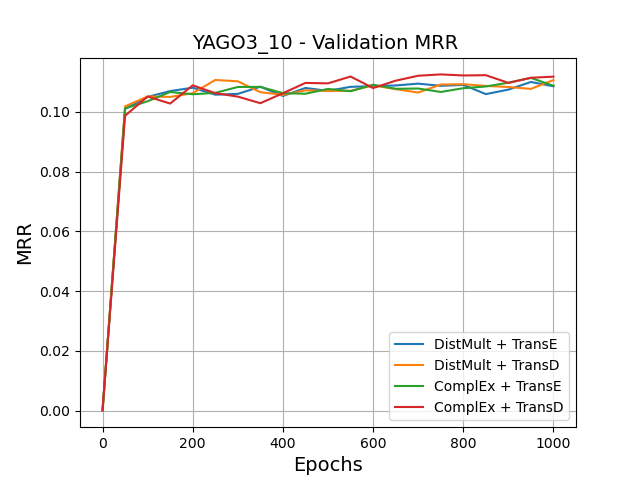 YAGO3_10 - Validation MRR
MRR
0.10
0.08
0.06
0.04
0.02
0.00
DistMult + TransE
DistMult + TransD
ComplEx + TransE
ComplEx + TransD
0 200 400 600 800 1000
Epochs